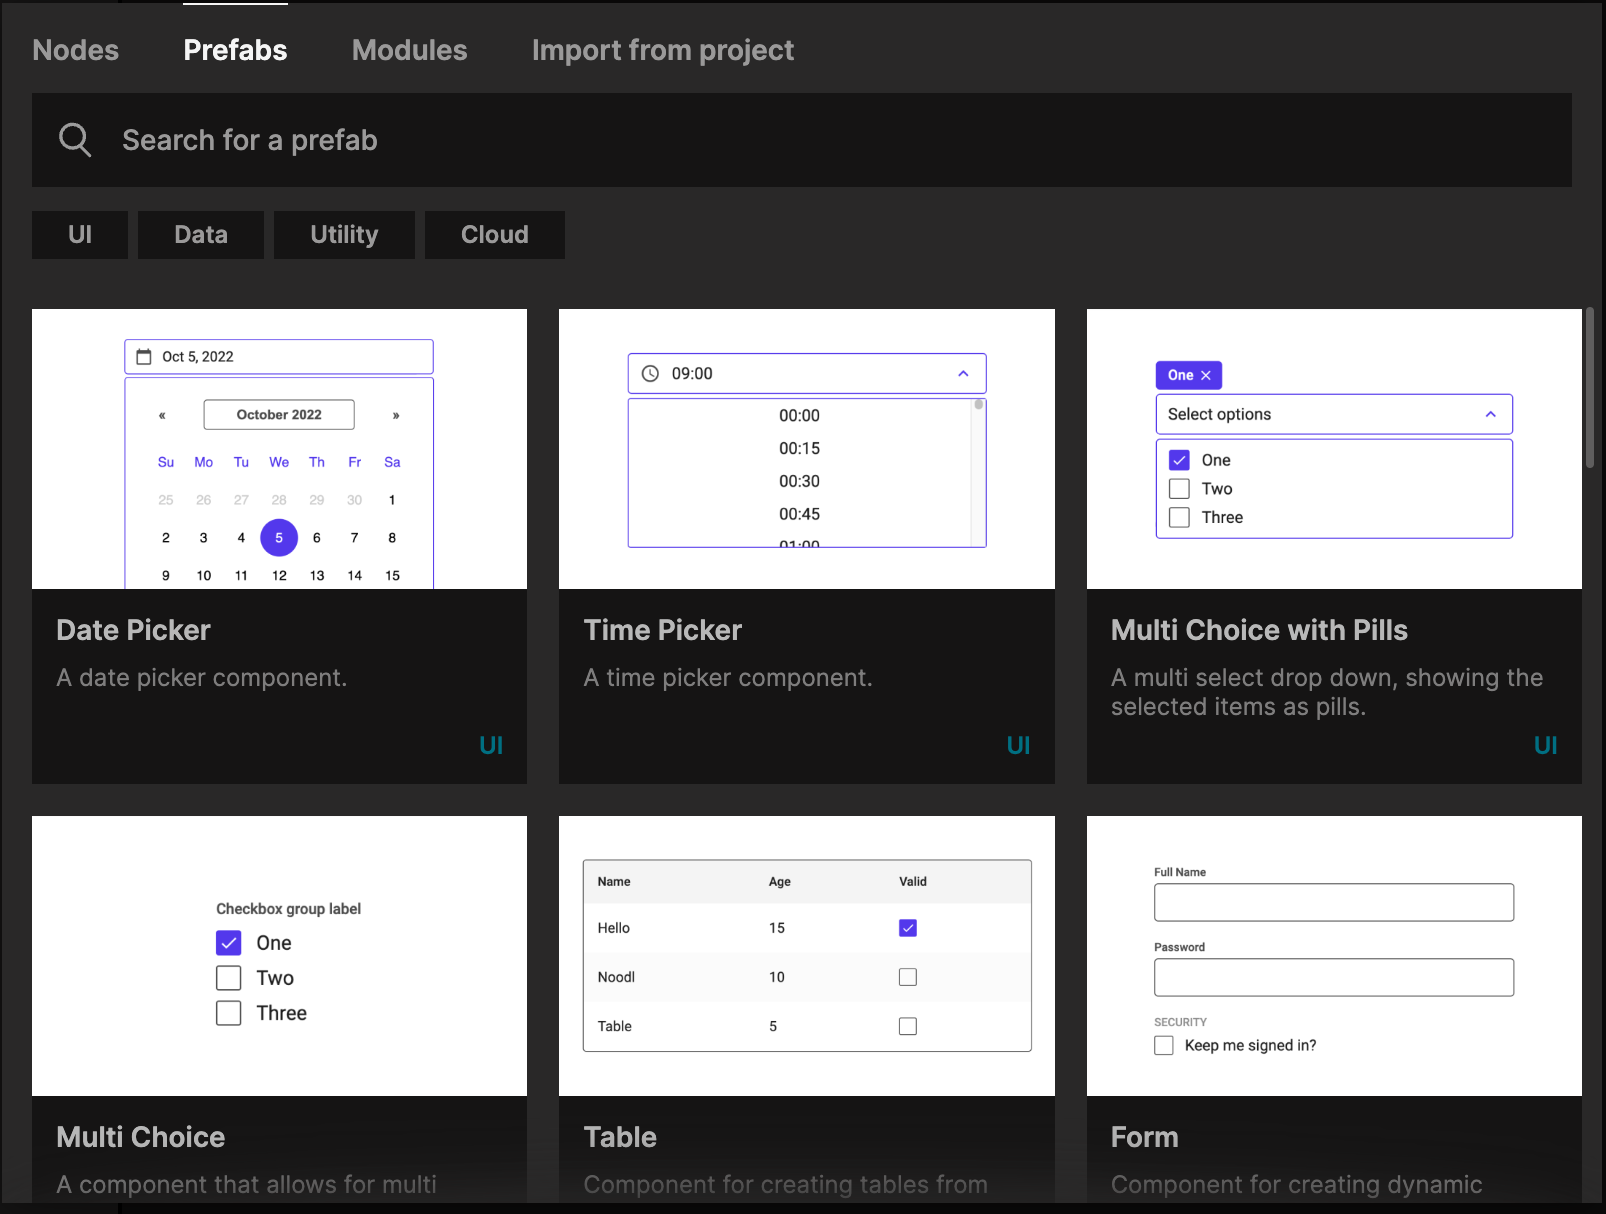 Nodes Prefabs Modules Import from project
Search for a prefab
UI Data Utility Cloud
Oct 5, 2022
« October 2022 »
Su Mo Tu We Th Fr Sa
25 26 27 28 29 30 1
2 3 4 5 6 7 8
9 10 11 12 13 14 15
Date Picker
A date picker component.
UI
09:00
00:00
00:15
00:30
00:45
01:00
Time Picker
A time picker component.
UI
One ×
Select options
One
Two
Three
Multi Choice with Pills
A multi select drop down, showing the
selected items as pills.
UI
Checkbox group label
One
Two
Three
Multi Choice
A component that allows for multi
Name Age Valid
Hello 15
Noodl 10
Table 5
Table
Component for creating tables from
Full Name
Password
SECURITY
Keep me signed in?
Form
Component for creating dynamic